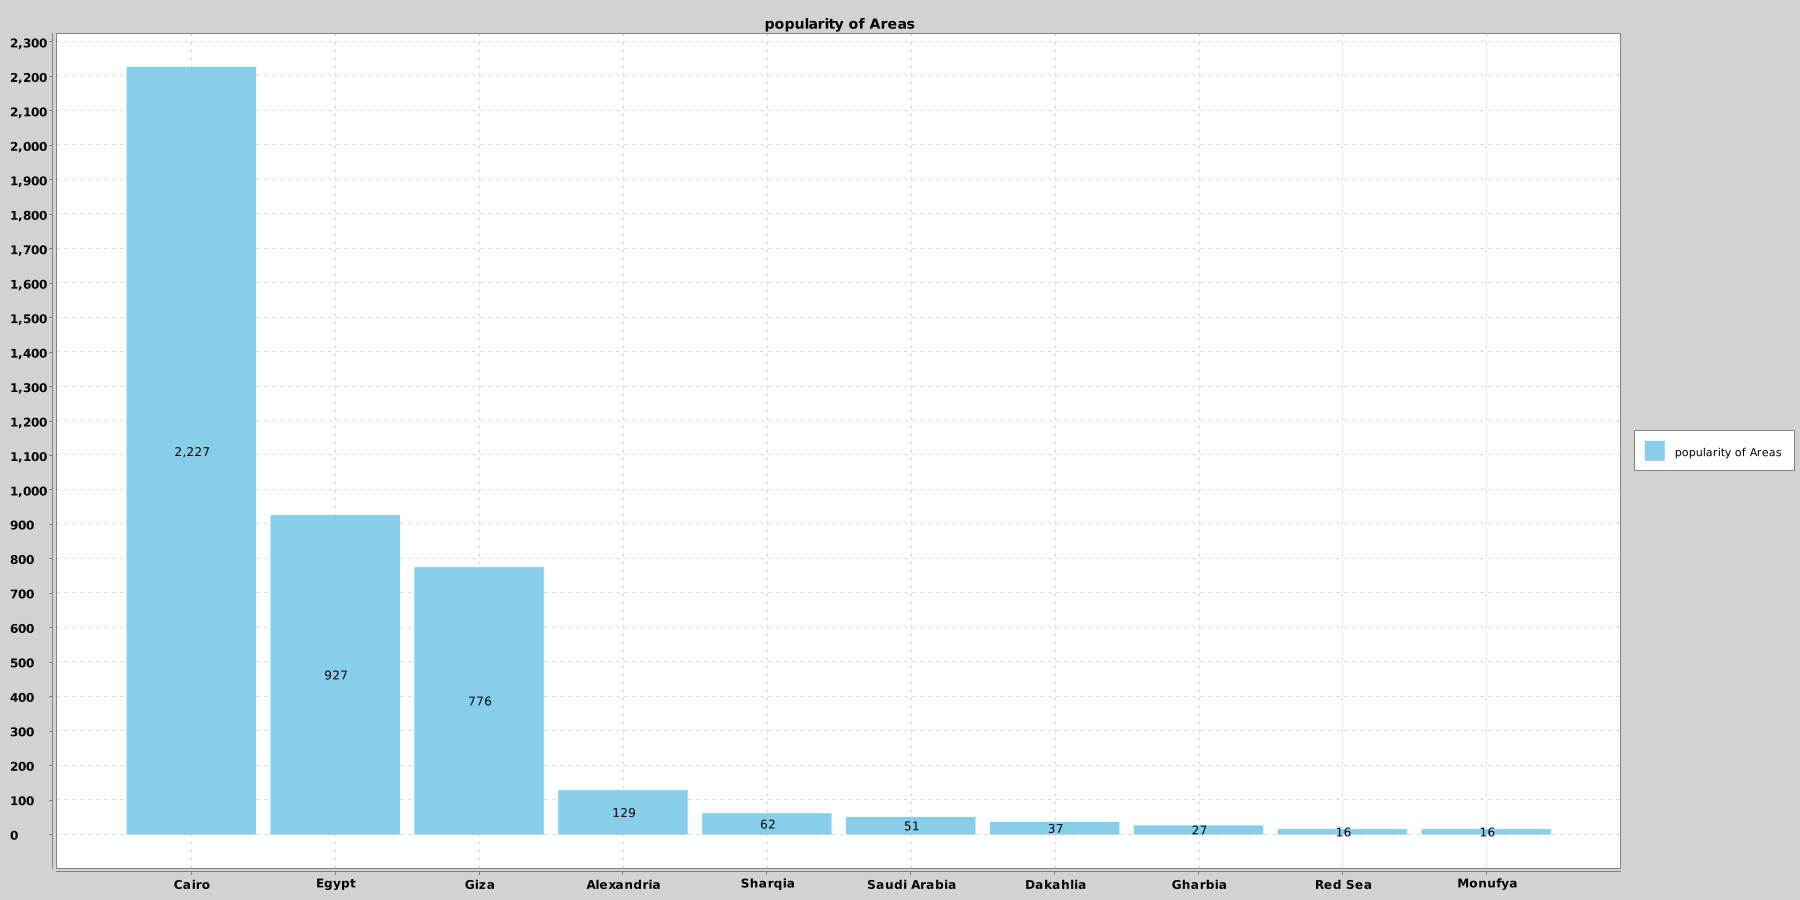 popularity of Areas
2,300
2,200
2,100
2,000
1,900
1,800
1,700
1,600
1,500
1,400
1,300
1,200
1,100
1,000
900
800
700
600
500
400
300
200
100
0
2,227
927
776
129
62
51
37
27
16
16
Cairo
Egypt
Giza
Alexandria
Sharqia
Saudi Arabia
Dakahlia
Gharbia
Red Sea
Monufya
popularity of Areas